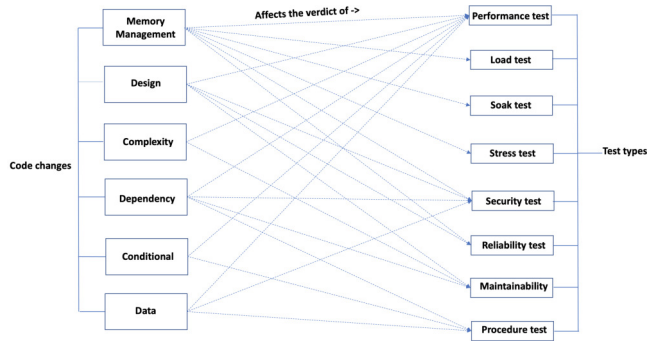 Affects the verdict of ->
Memory
Management
Performance test
Load test
Design
Soak test
Complexity
Stress test
Code changes
Test types
Dependency
Security test
Reliability test
Conditional
Maintainability
Data
Procedure test